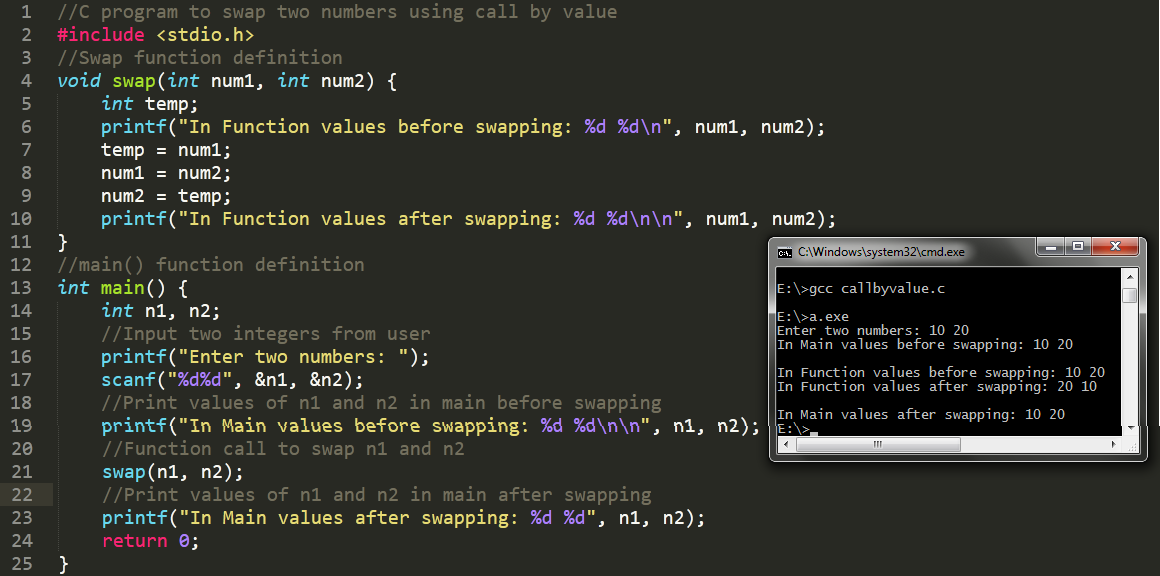 1 //C program to swap two numbers using call by value
2 #include <stdio.h>
3 //Swap function definition
4 void swap(int num1, int num2) {
5 int temp;
6 printf("In Function values before swapping: %d %d\n", num1, num2);
7 temp = num1;
8 num1 = num2;
9 num2 = temp;
10 printf("In Function values after swapping: %d %d\n\n", num1, num2);
11 }
12 //main() function definition
13 int main() {
14 int n1, n2;
15 //Input two integers from user
16 printf("Enter two numbers: ");
17 scanf("%d%d", &n1, &n2);
18 //Print values of n1 and n2 in main before swapping
19 printf("In Main values before swapping: %d %d\n\n", n1, n2);
20 //Function call to swap n1 and n2
21 swap(n1, n2);
22 //Print values of n1 and n2 in main after swapping
23 printf("In Main values after swapping: %d %d", n1, n2);
24 return 0;
25 }
C:\Windows\system32\cmd.exe
E:\>gcc callbyvalue.c
E:\>a.exe
Enter two numbers: 10 20
In Main values before swapping: 10 20
In Function values before swapping: 10 20
In Function values after swapping: 20 10
In Main values after swapping: 10 20
E:\>_